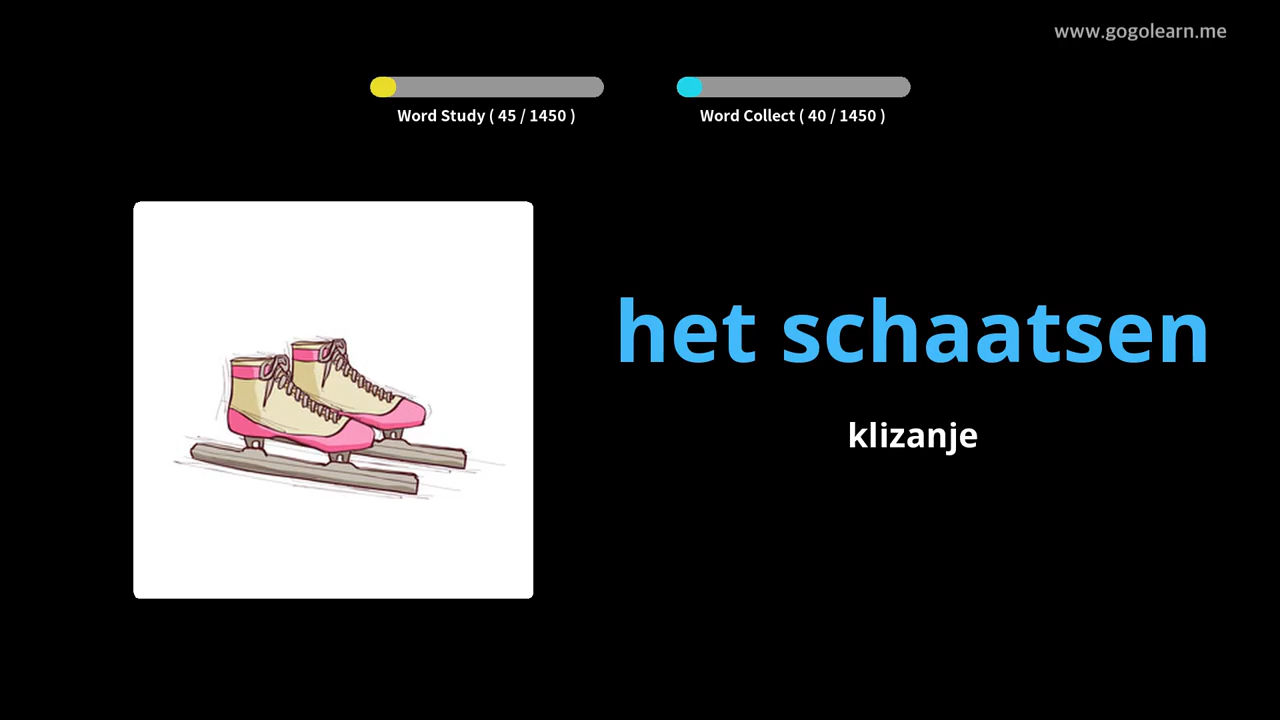 www.gogolearn.me
Word Study ( 45 / 1450 )
Word Collect ( 40 / 1450 )
het schaatsen
klizanje